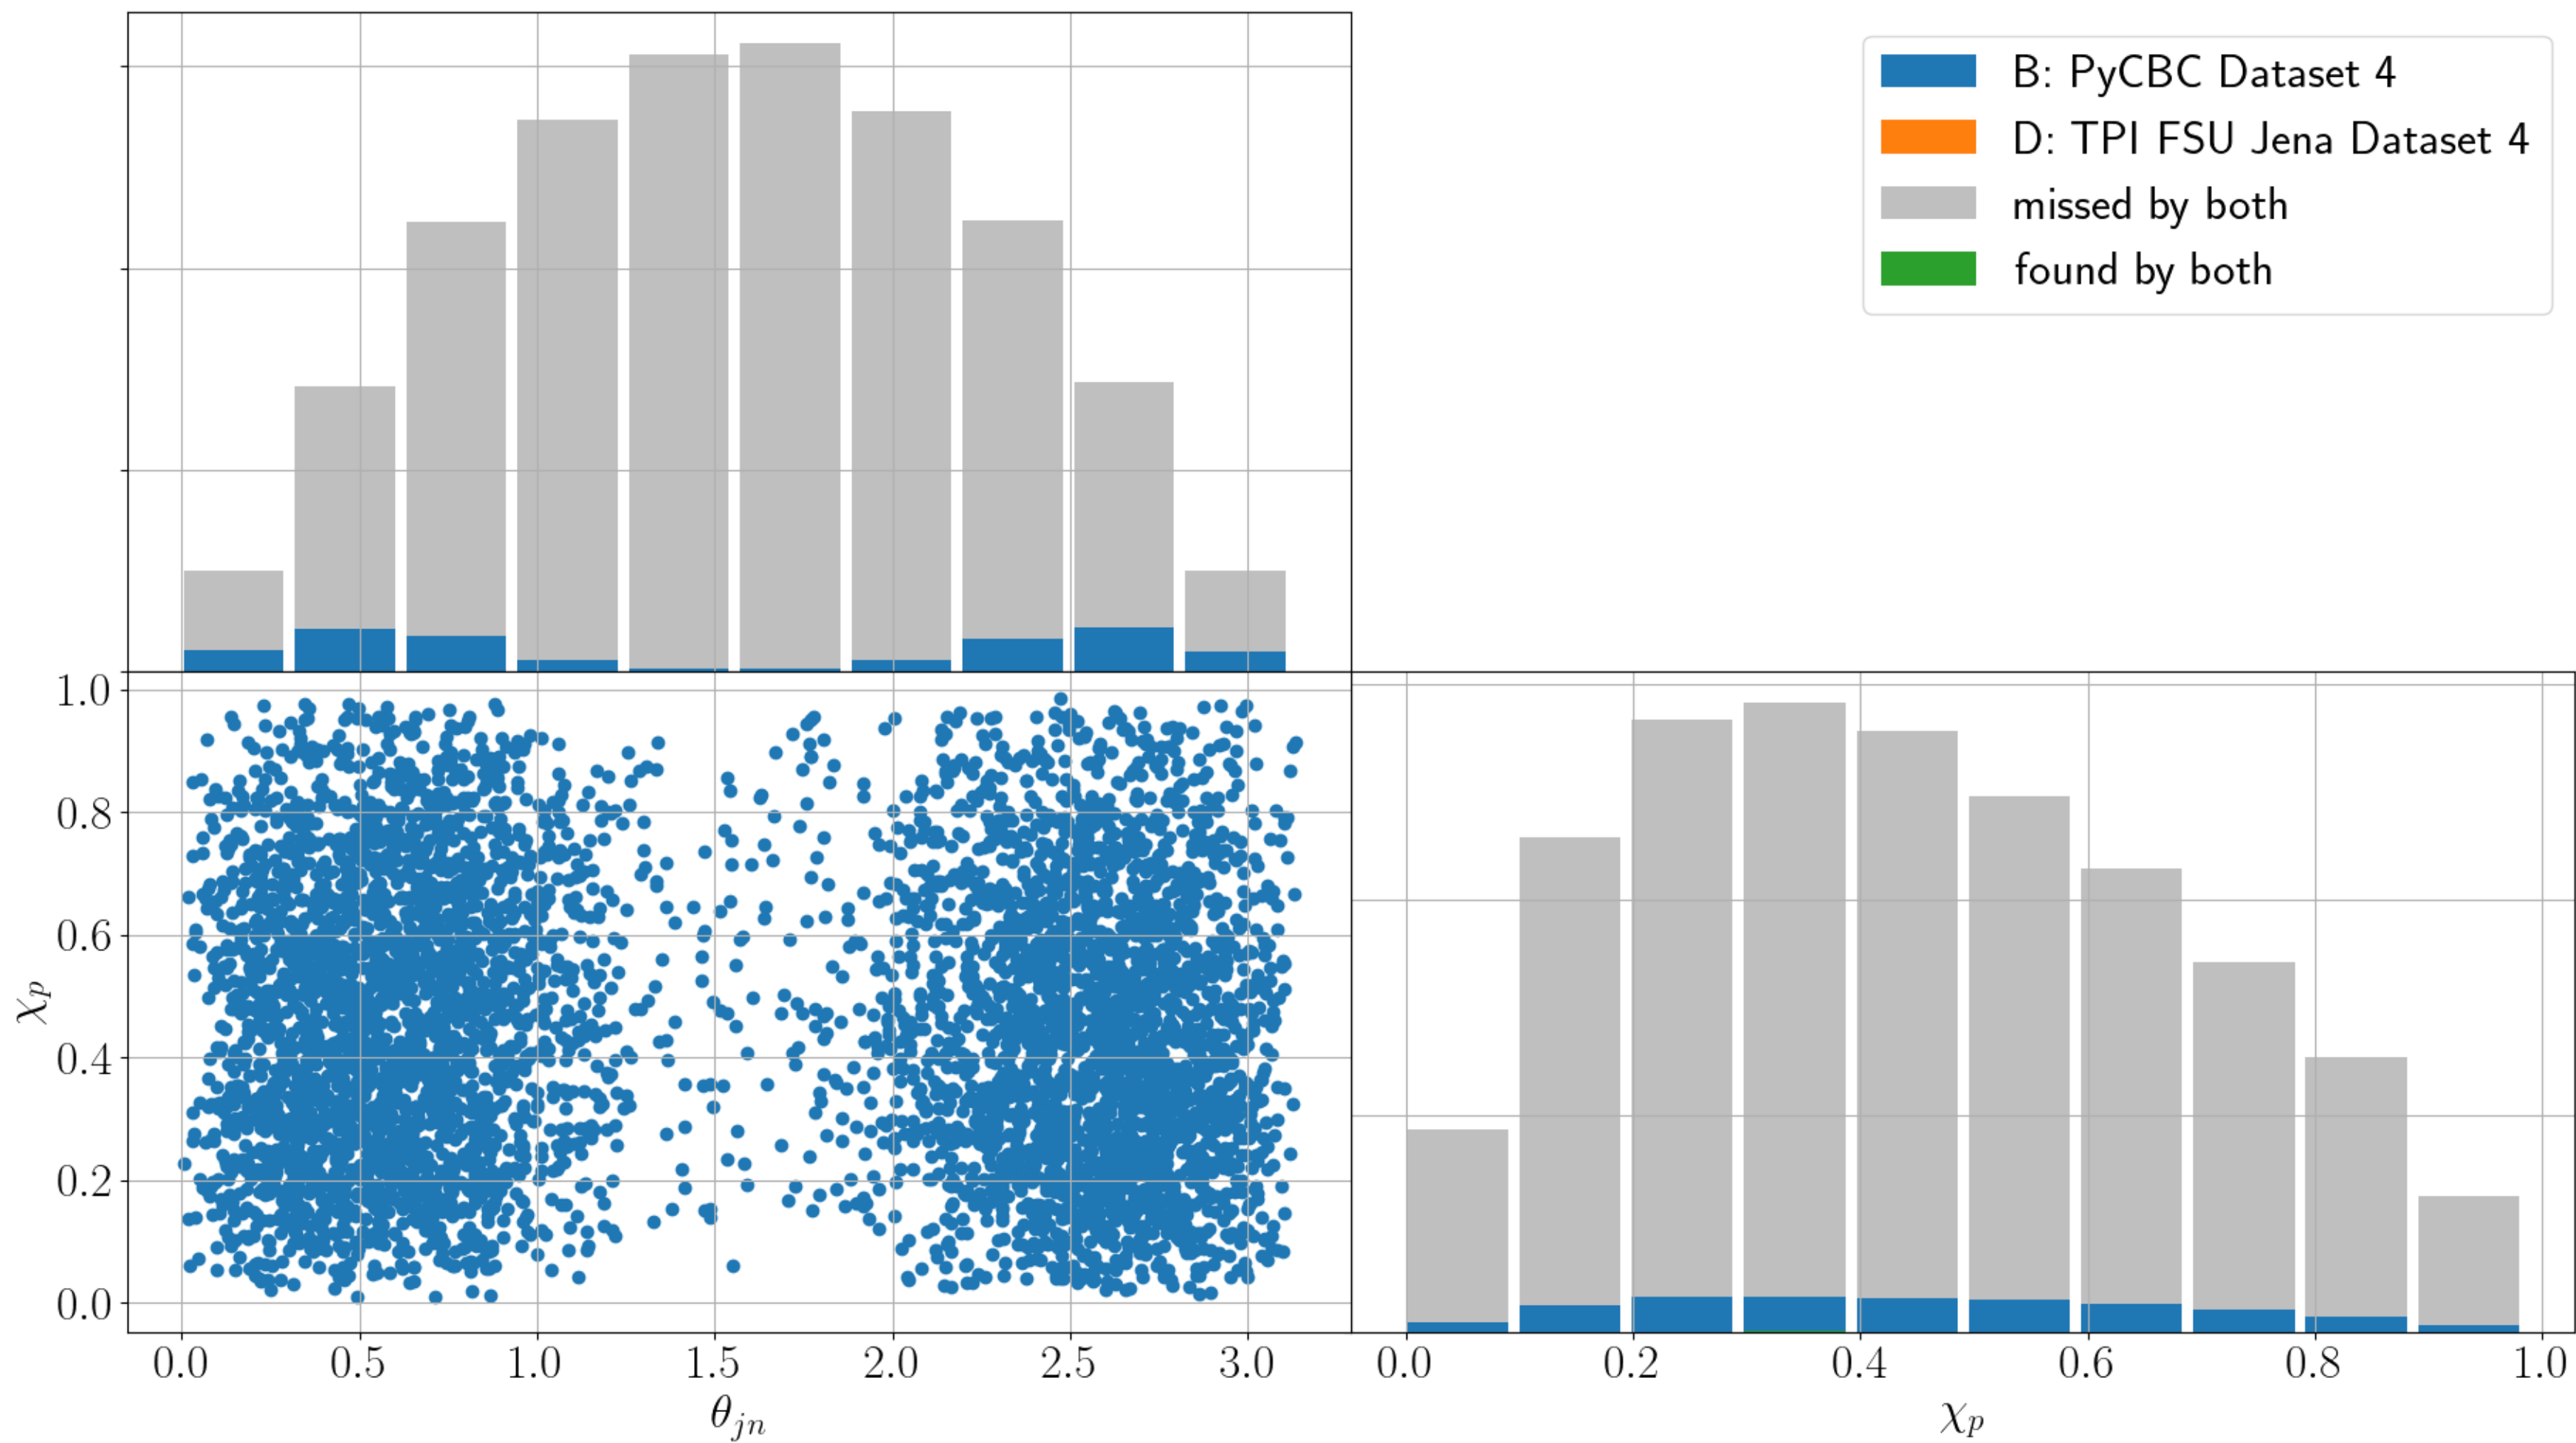 B: PyCBC Dataset 4
D: TPI FSU Jena Dataset 4
missed by both
found by both
1.0
0.8
0.6
0.4
0.2
0.0
χp
0.0 0.5 1.0 1.5 2.0 2.5 3.0
θjn
0.0 0.2 0.4 0.6 0.8 1.0
χp